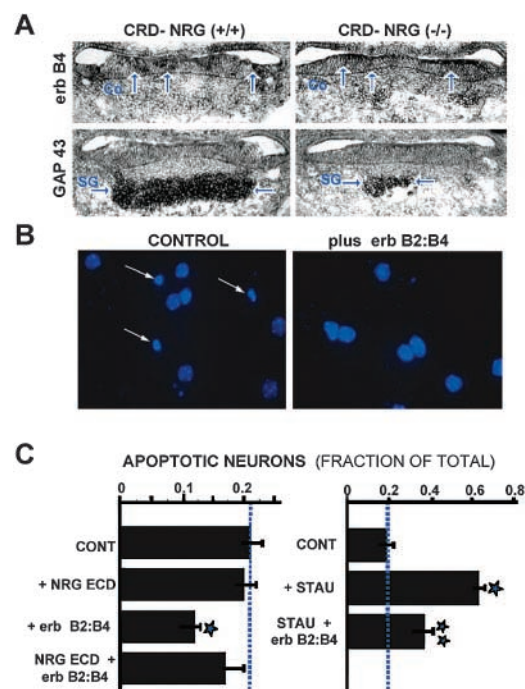 A
CRD- NRG (+/+)
CRD- NRG (-/-)
erb B4
Co
Co
GAP 43
SG
SG
B
CONTROL
plus erb B2:B4
C
APOPTOTIC NEURONS (FRACTION OF TOTAL)
0 0.1 0.2
0 0.2 0.4 0.6 0.8
CONT
+ NRG ECD
+ erb B2:B4
NRG ECD +
erb B2:B4
CONT
+ STAU
STAU +
erb B2:B4